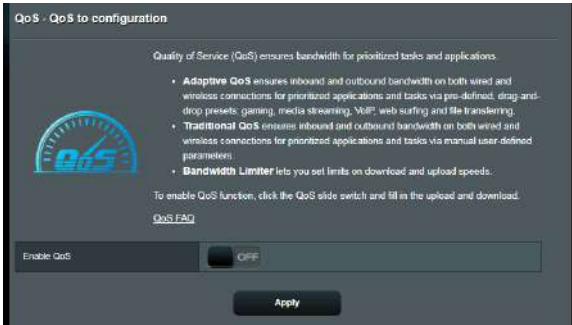 QoS - QoS to configuration
Quality of Service (QoS) ensures bandwidth for prioritized tasks and applications.
• Adaptive QoS ensures inbound and outbound bandwidth on both wired and
wireless connections for prioritized applications and tasks via pre-defined, drag-and-
drop presets: gaming, media streaming, VoIP, web surfing and file transferring.
• Traditional QoS ensures inbound and outbound bandwidth on both wired and
wireless connections for prioritized applications and tasks via manual user-defined
parameters.
• Bandwidth Limiter lets you set limits on download and upload speeds.
QoS
To enable QoS function, click the QoS slide switch and fill in the upload and download.
QoS FAQ
Enable QoS OFF
Apply